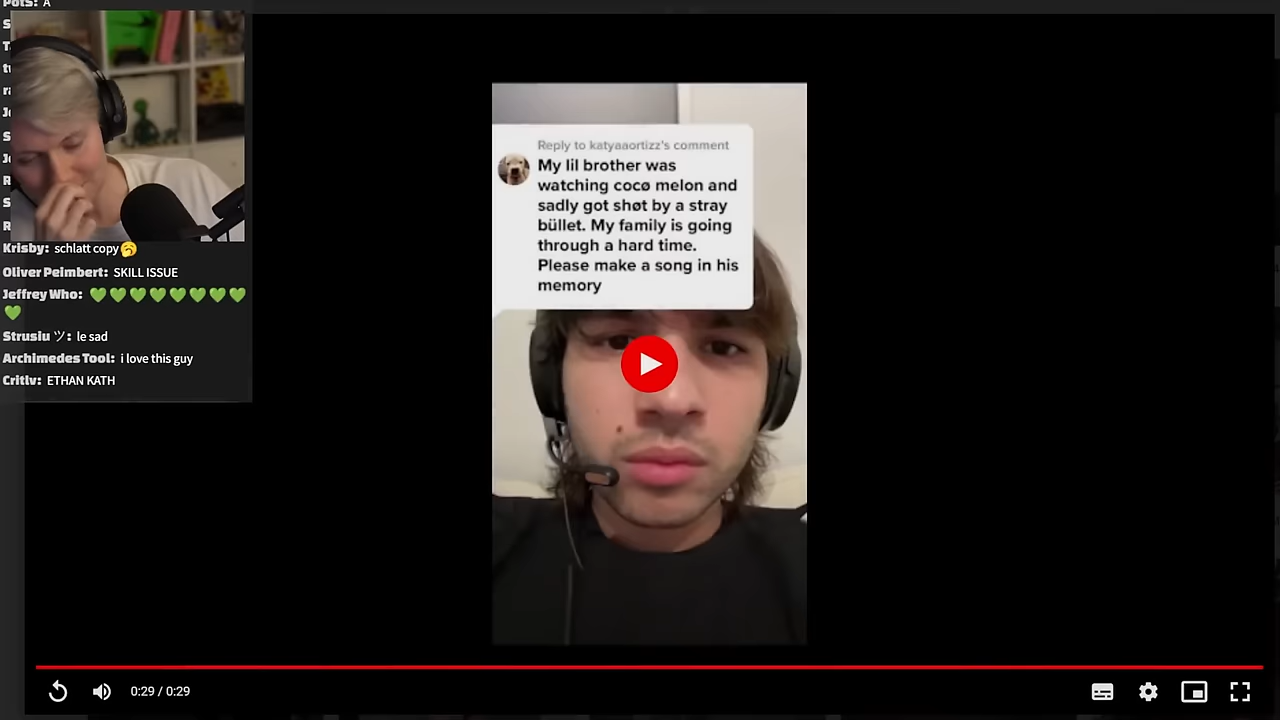 Pots: A
Krisby: schlatt copy🥱
Oliver Peimbert: SKILL ISSUE
Jeffrey Who: 💚💚💚💚💚💚💚💚
💚
Strusiu ツ: le sad
Archimedes Tool: i love this guy
Critlv: ETHAN KATH
Reply to katyaaortizz's comment
My lil brother was
watching cocø melon and
sadly got shøt by a stray
büllet. My family is going
through a hard time.
Please make a song in his
memory
0:29 / 0:29